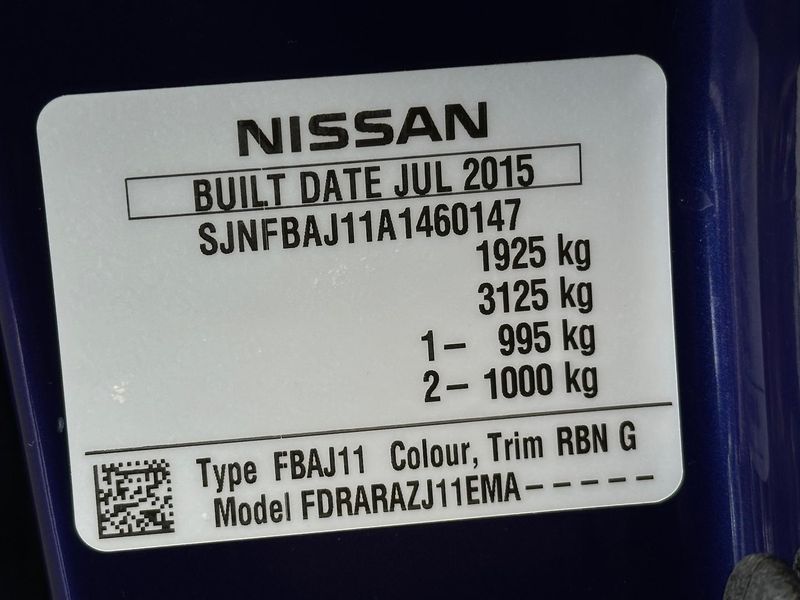 NISSAN
BUILT DATE JUL 2015
SJNFBAJ11A1460147
1925 kg
3125 kg
1- 995 kg
2- 1000 kg
Type FBAJ11 Colour, Trim RBN G
Model FDRARAZJ11EMA-----